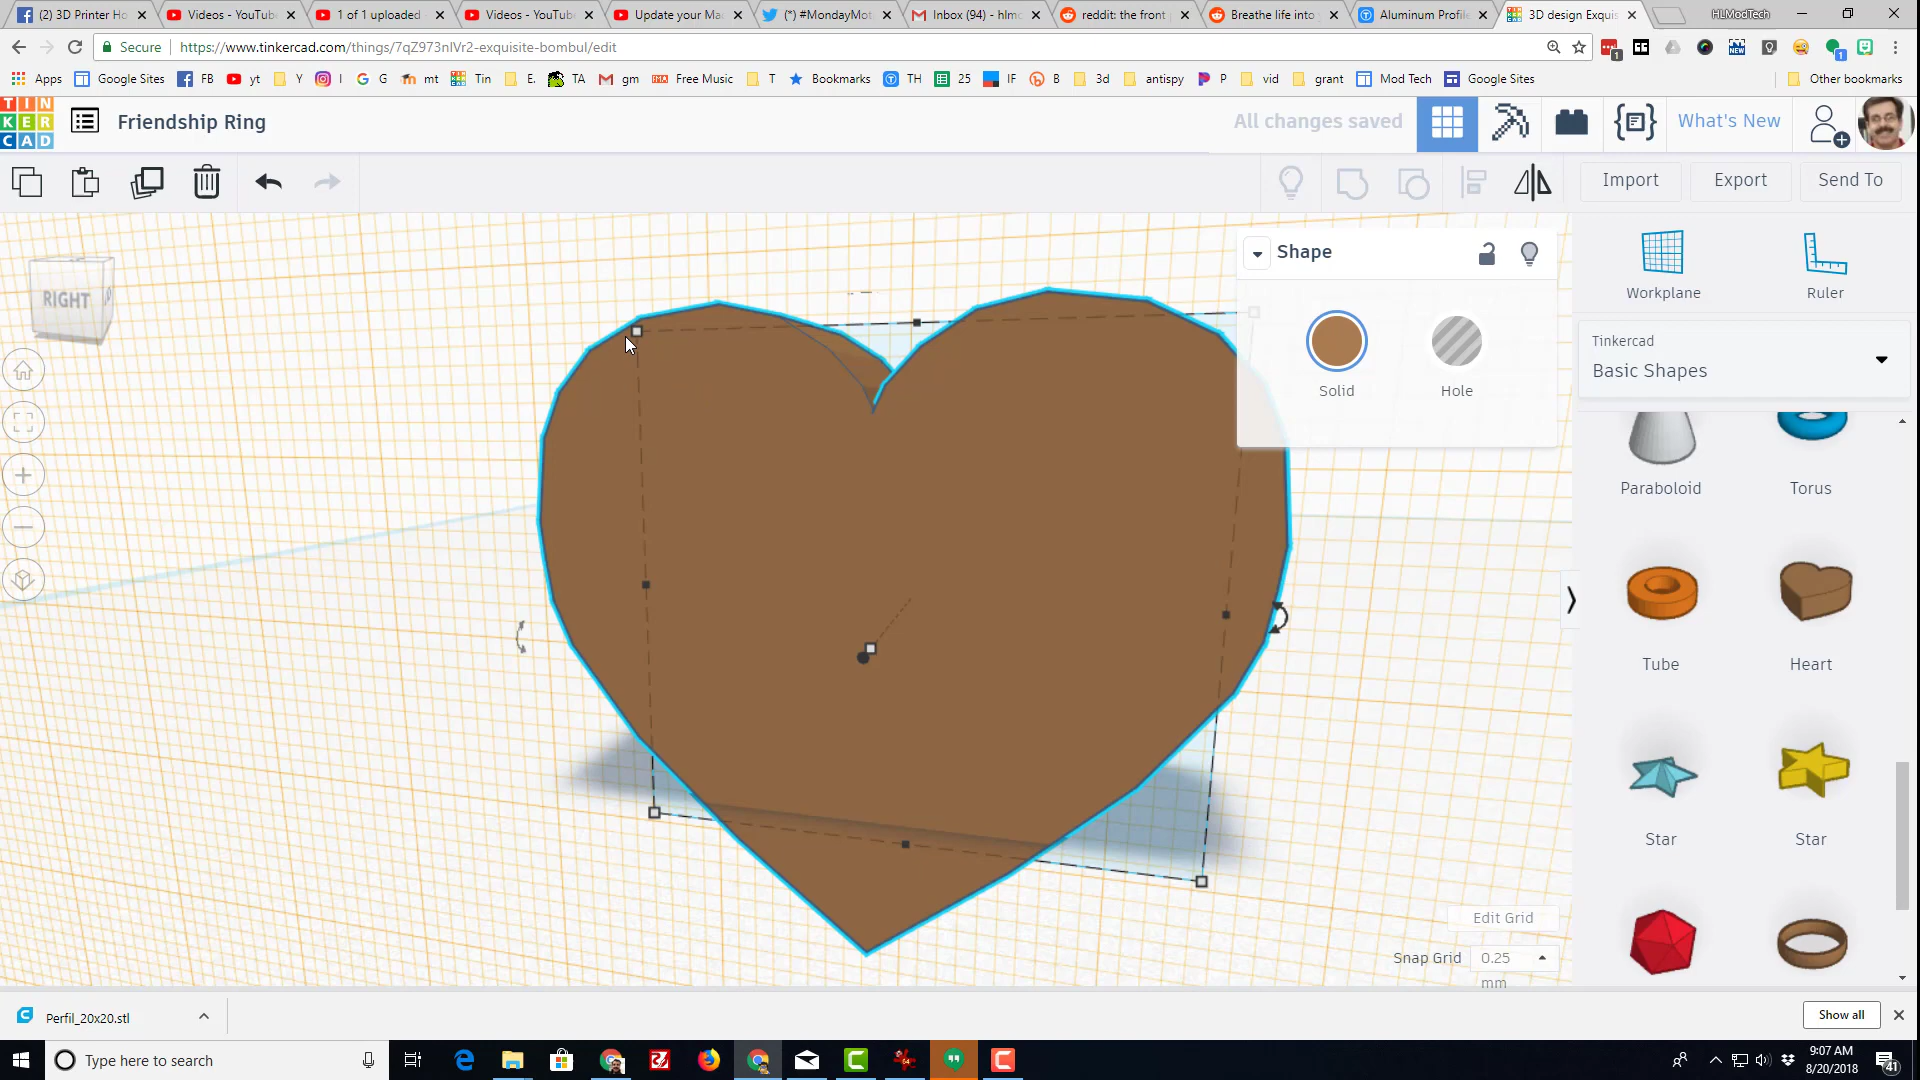 (2) 3D Printer Ho
Videos - YouTub
1 of 1 uploaded
Videos - YouTube
Update your Ma
(*) #MondayMot
Inbox (94) - hlmo
reddit: the front
Breathe life into
Aluminum Profile
3D design Exquis
HLModTech
Secure
https://www.tinkercad.com/things/7qZ973nlVr2-exquisite-bombul/edit
Apps
Google Sites
FB
yt
Y
I
G
mt
Tin
E.
TA
gm
Free Music
T
Bookmarks
TH
25
IF
B
3d
antispy
P
vid
grant
Mod Tech
Google Sites
Other bookmarks
TIN
KER
CAD
Friendship Ring
All changes saved
What's New
Import
Export
Send To
RIGHT
Shape
Solid
Hole
Workplane
Ruler
Tinkercad
Basic Shapes
Paraboloid
Torus
Tube
Heart
Star
Star
Edit Grid
Snap Grid
0.25
mm
Perfil_20x20.stl
Show all
Type here to search
9:07 AM
8/20/2018
41